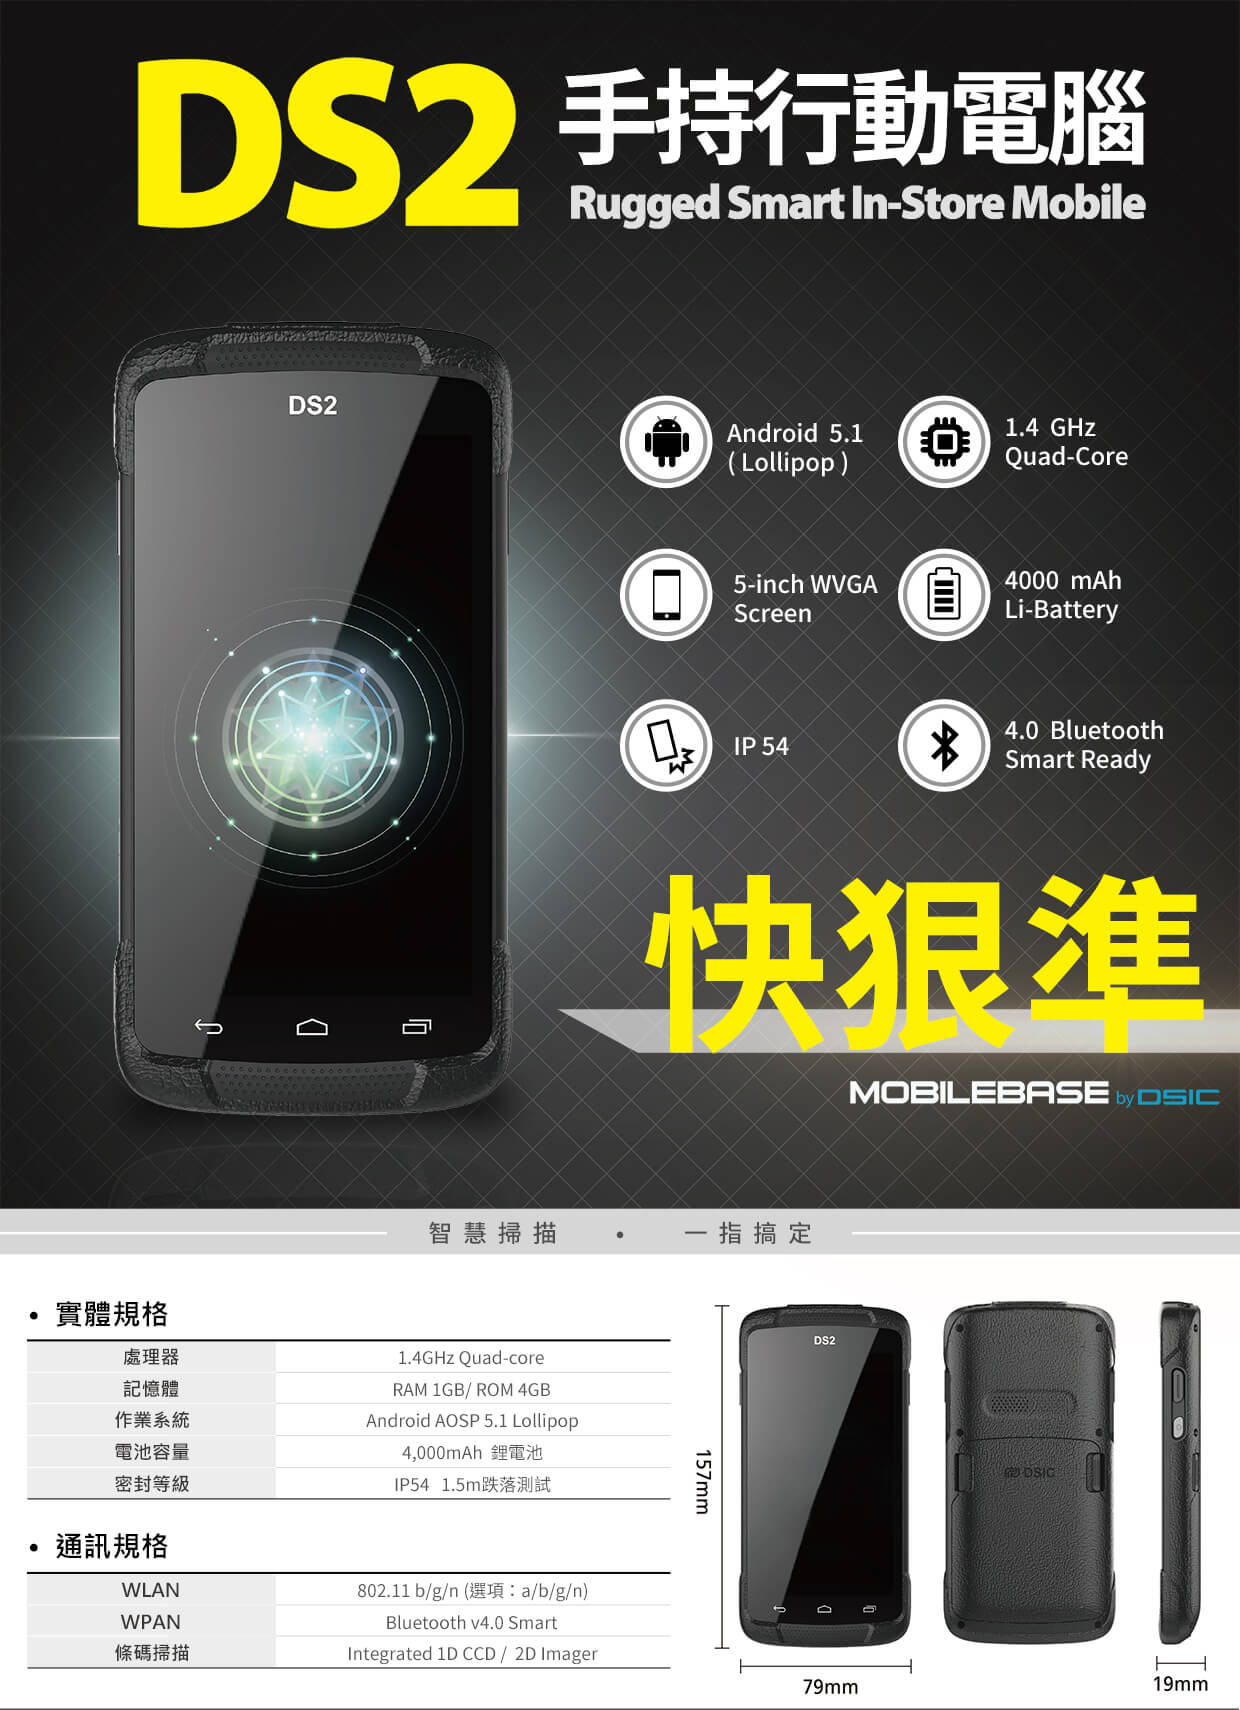 DS2 手持行動電腦
Rugged Smart In-Store Mobile
DS2
Android 5.1
( Lollipop )
1.4 GHz
Quad-Core
5-inch WVGA
Screen
4000 mAh
Li-Battery
IP 54
4.0 Bluetooth
Smart Ready
快狠準
MOBILEBASE by DSIC
智慧掃描 • 一指搞定
• 實體規格
處理器 1.4GHz Quad-core
記憶體 RAM 1GB/ ROM 4GB
作業系統 Android AOSP 5.1 Lollipop
電池容量 4,000mAh 鋰電池
密封等級 IP54 1.5m跌落測試
• 通訊規格
WLAN 802.11 b/g/n (選項：a/b/g/n)
WPAN Bluetooth v4.0 Smart
條碼掃描 Integrated 1D CCD / 2D Imager
157mm
DS2
DSIC
79mm
19mm